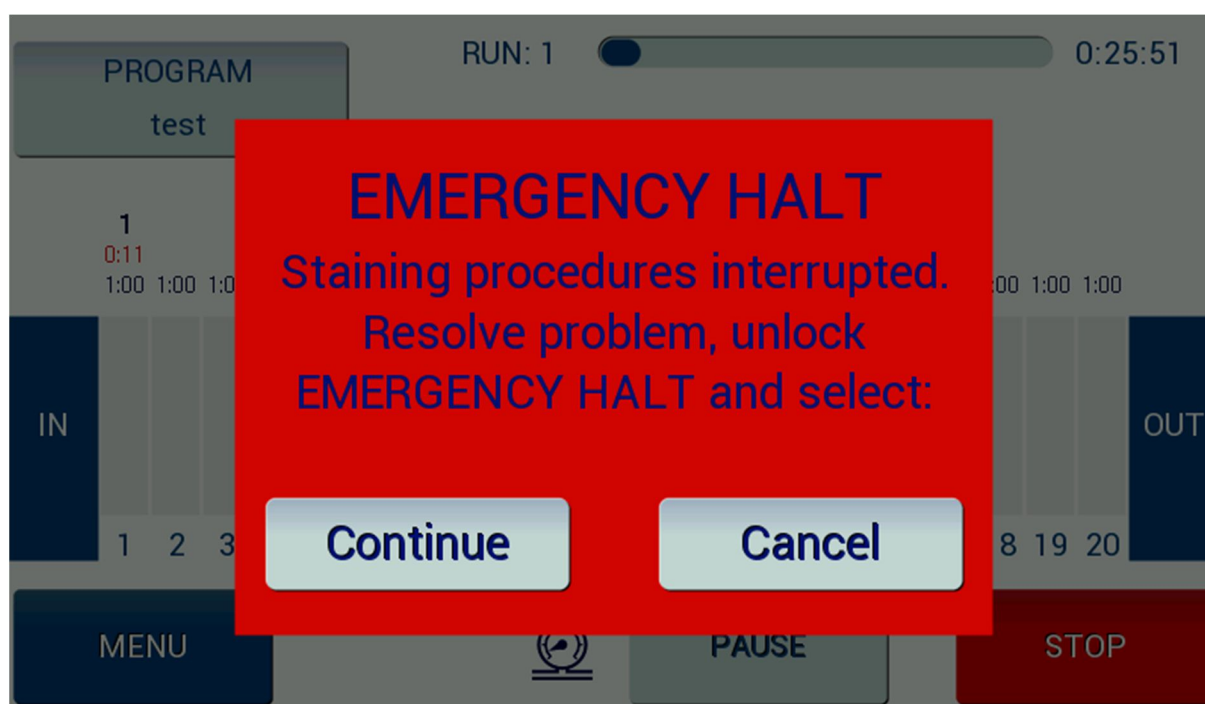 PROGRAM
test
RUN: 1
0:25:51
EMERGENCY HALT
Staining procedures interrupted.
Resolve problem, unlock
EMERGENCY HALT and select:
Continue
Cancel
1
0:11
1:00 1:00 1:0
:00 1:00 1:00
IN
OUT
1 2 3
8 19 20
MENU
PAUSE
STOP